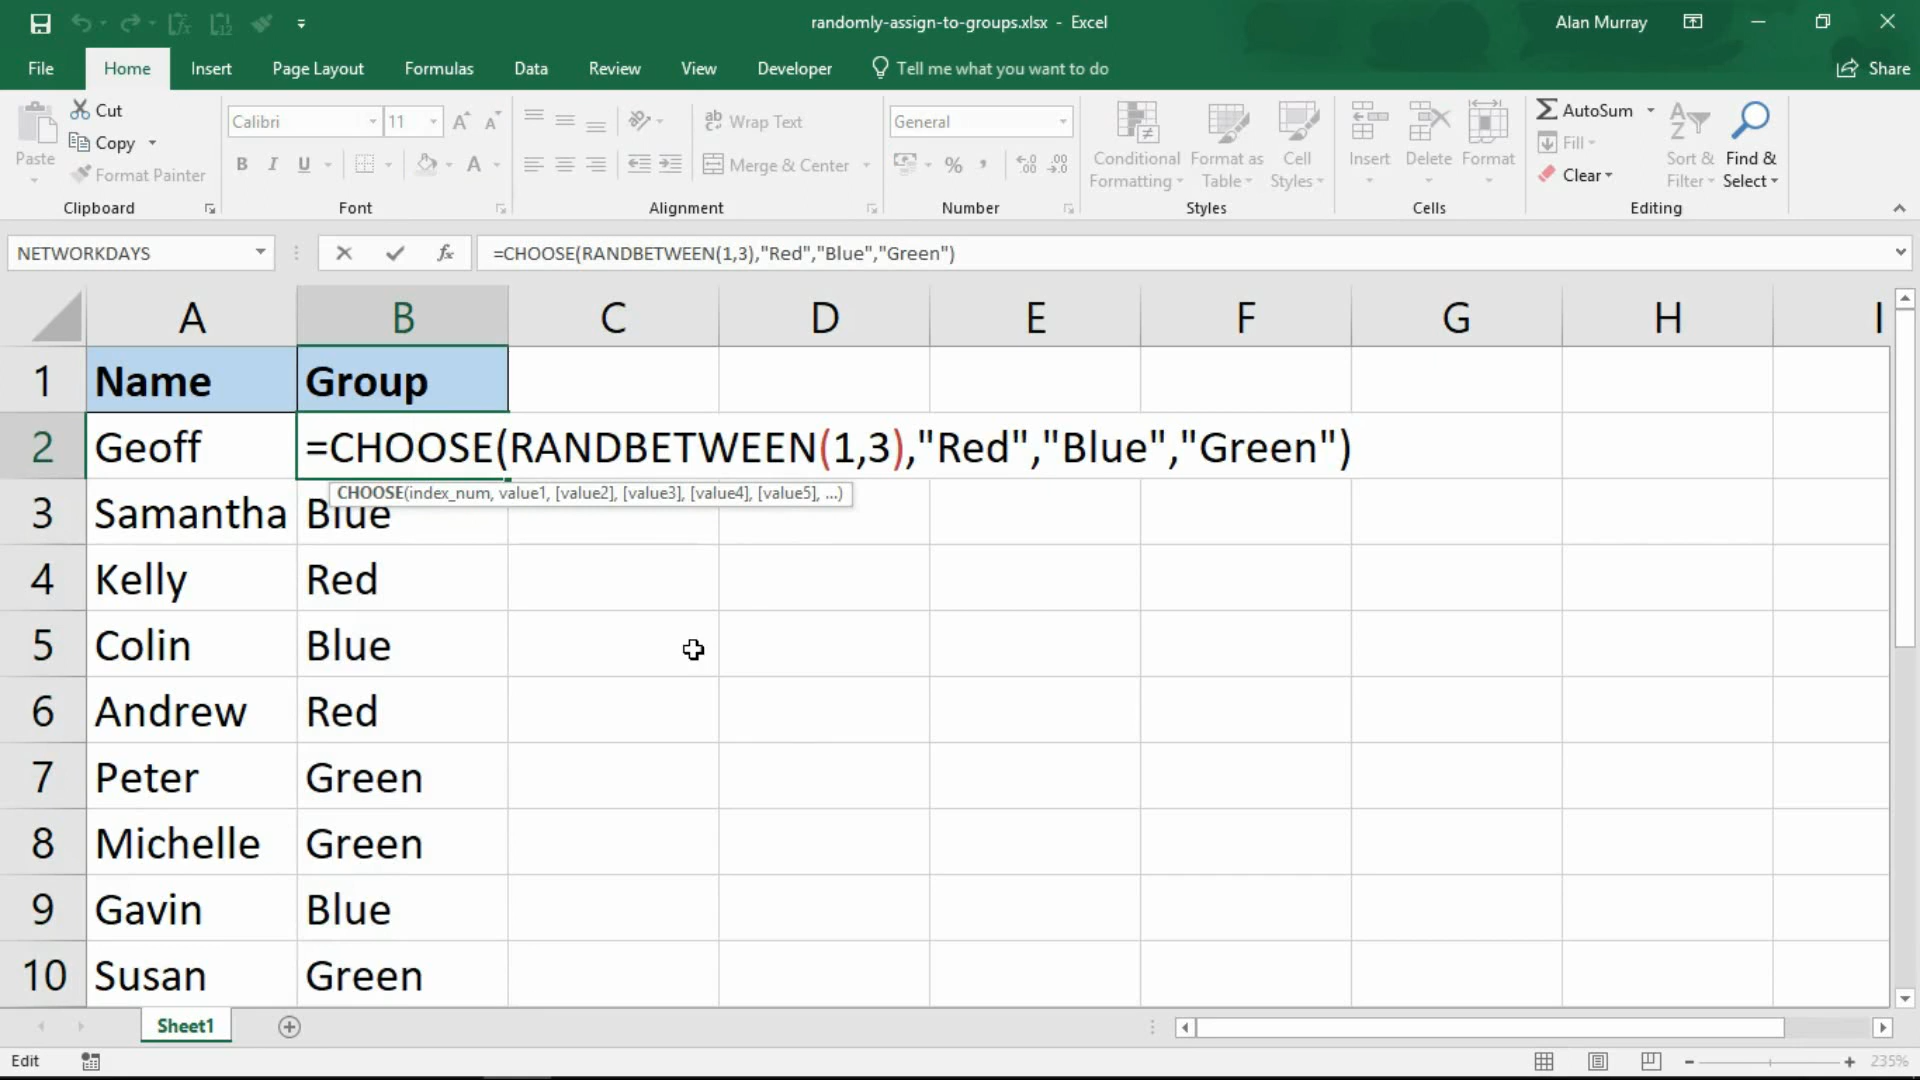 randomly-assign-to-groups.xlsx - Excel
Alan Murray
File Home Insert Page Layout Formulas Data Review View Developer Tell me what you want to do Share
Paste
Cut
Copy
Format Painter
Clipboard
Calibri 11
B I U A
Font
Wrap Text
Merge & Center
Alignment
General
% ,
Number
Conditional Formatting
Format as Table
Cell Styles
Styles
Insert Delete Format
Cells
AutoSum
Fill
Clear
Sort & Filter
Find & Select
Editing
NETWORKDAYS fx =CHOOSE(RANDBETWEEN(1,3),"Red","Blue","Green")
A B C D E F G H I
1 Name Group
2 Geoff =CHOOSE(RANDBETWEEN(1,3),"Red","Blue","Green")
CHOOSE(index_num, value1, [value2], [value3], [value4], [value5], ...)
3 Samantha Blue
4 Kelly Red
5 Colin Blue
6 Andrew Red
7 Peter Green
8 Michelle Green
9 Gavin Blue
10 Susan Green
Sheet1
Edit 235%